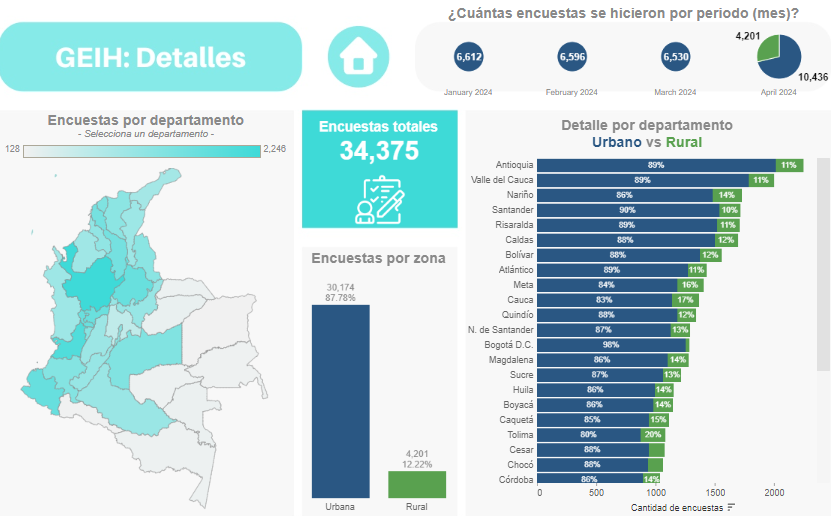 GEIH: Detalles
¿Cuántas encuestas se hicieron por periodo (mes)?
6,612
6,596
6,530
4,201
10,436
January 2024
February 2024
March 2024
April 2024
Encuestas por departamento
- Selecciona un departamento -
128
2,246
Encuestas totales
34,375
Encuestas por zona
30,174
87.78%
4,201
12.22%
Urbana
Rural
Detalle por departamento
Urbano vs Rural
Antioquia 89% 11%
Valle del Cauca 89% 11%
Nariño 86% 14%
Santander 90% 10%
Risaralda 89% 11%
Caldas 88% 12%
Bolívar 88% 12%
Atlántico 89% 11%
Meta 84% 16%
Cauca 83% 17%
Quindío 88% 12%
N. de Santander 87% 13%
Bogotá D.C. 98%
Magdalena 86% 14%
Sucre 87% 13%
Huila 86% 14%
Boyacá 86% 14%
Caquetá 85% 15%
Tolima 80% 20%
Cesar 88%
Chocó 88%
Córdoba 86% 14%
0 500 1000 1500 2000
Cantidad de encuestas